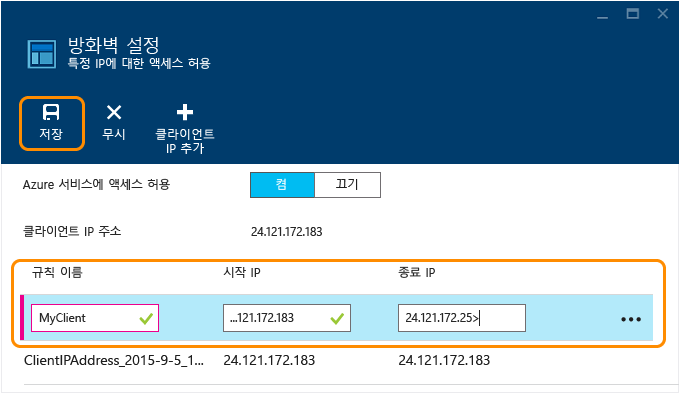 방화벽 설정
특정 IP에 대한 액세스 허용
저장
무시
클라이언트
IP 추가
Azure 서비스에 액세스 허용
컴
끄기
클라이언트 IP 주소
24.121.172.183
규칙 이름
시작 IP
종료 IP
MyClient
...121.172.183
24.121.172.25>
ClientIPAddress_2015-9-5_1...
24.121.172.183
24.121.172.183